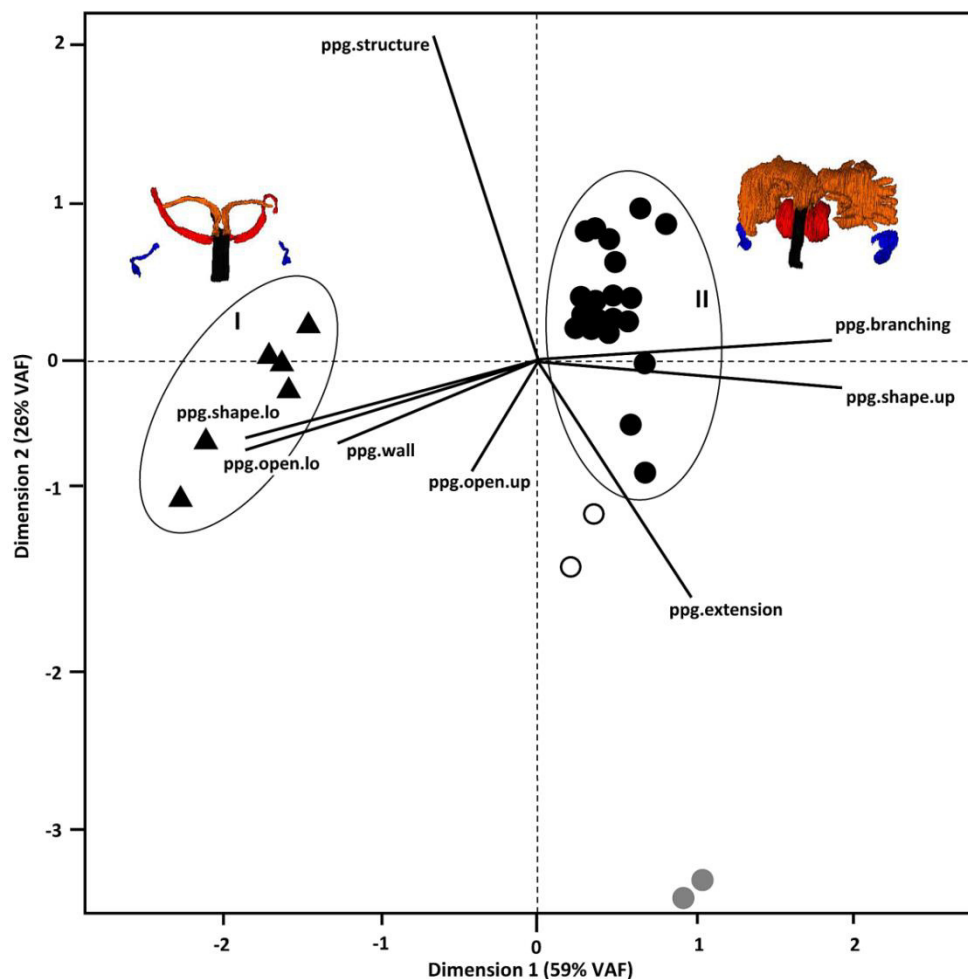 2
ppg.structure
1
II
I
ppg.branching
0
ppg.shape.up
ppg.shape.lo
ppg.open.lo
ppg.wall
ppg.open.up
-1
ppg.extension
-2
-3
Dimension 2 (26% VAF)
-2
-1
0
1
2
Dimension 1 (59% VAF)